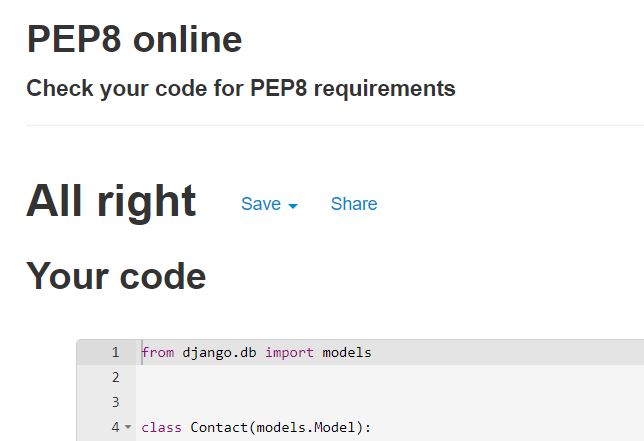 PEP8 online
Check your code for PEP8 requirements
All right Save Share
Your code
1 from django.db import models
2
3
4 class Contact(models.Model):